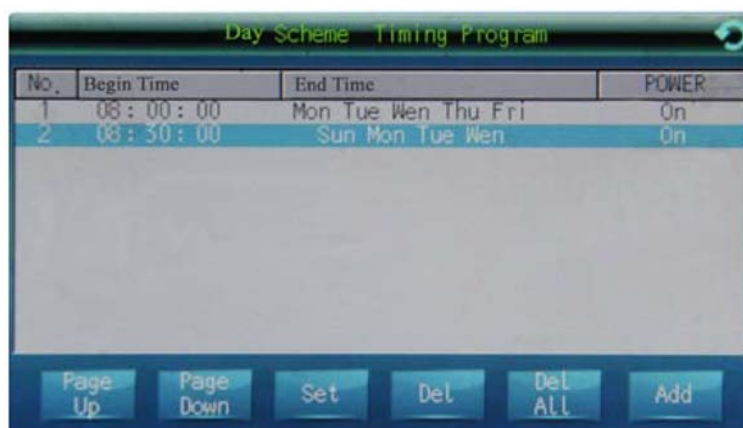 Day Scheme Timing Program
No. Begin Time End Time POWER
1 08:00:00 Mon Tue Wen Thu Fri On
2 08:30:00 Sun Mon Tue Wen On
Page Up Page Down Set Del Del ALL Add